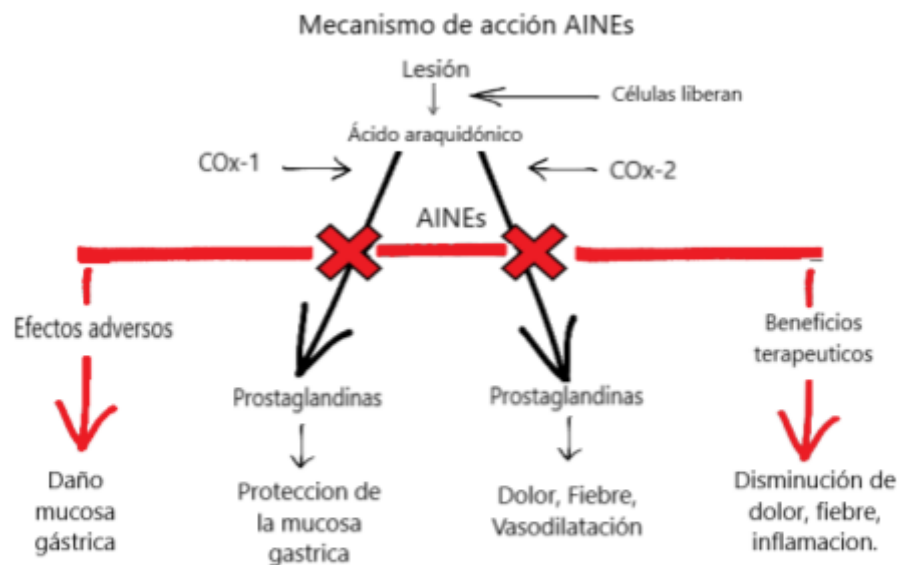 Mecanismo de acción AINEs
Lesión
Células liberan
Ácido araquidónico
COx-1
COx-2
AINEs
Efectos adversos
Beneficios
terapeuticos
Prostaglandinas
Prostaglandinas
Daño
mucosa
gástrica
Proteccion de
la mucosa
gastrica
Dolor, Fiebre,
Vasodilatación
Disminución de
dolor, fiebre,
inflamacion.